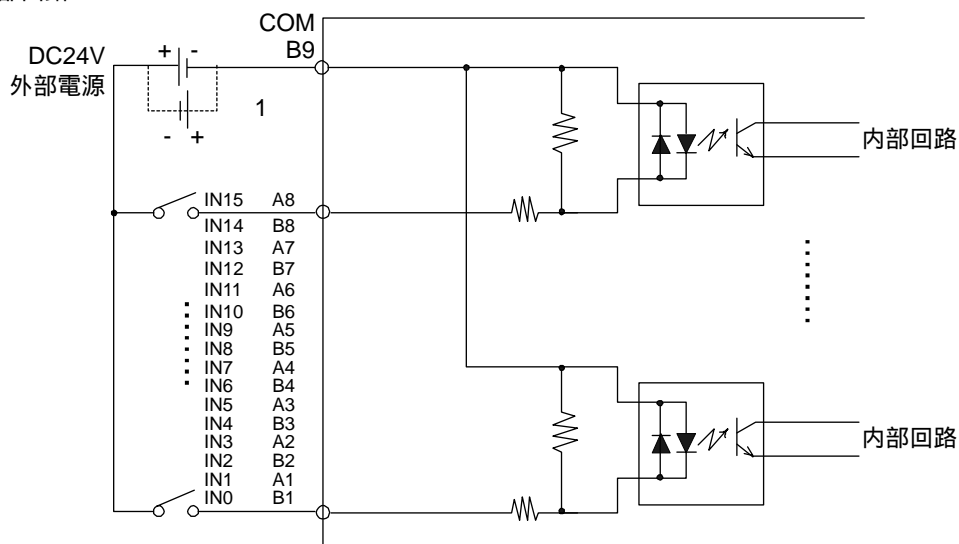 COM
B9
DC24V
外部電源
+ -
1
- +
内部回路
IN15 A8
IN14 B8
IN13 A7
IN12 B7
IN11 A6
IN10 B6
IN9 A5
IN8 B5
IN7 A4
IN6 B4
IN5 A3
IN4 B3
IN3 A2
IN2 B2
IN1 A1
IN0 B1
内部回路